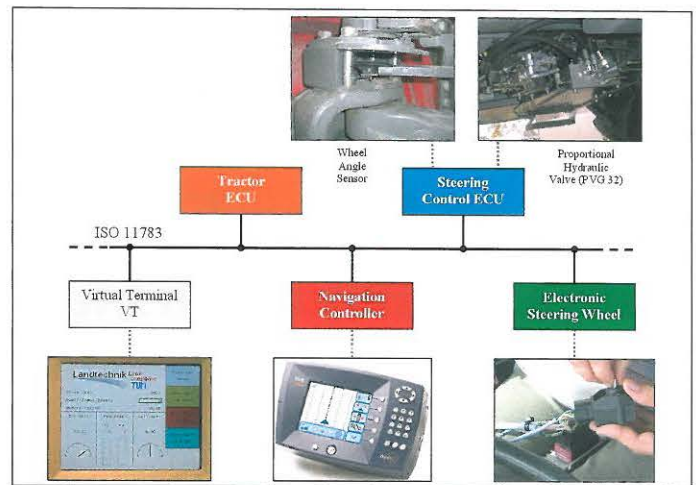 Wheel
Angle
Sensor
Proportional
Hydraulic
Valve (PVG 32)
Tractor
ECU
Steering
Control ECU
ISO 11783
Virtual Terminal
VT
Navigation
Controller
Electronic
Steering Wheel
Landtechnik
TUM